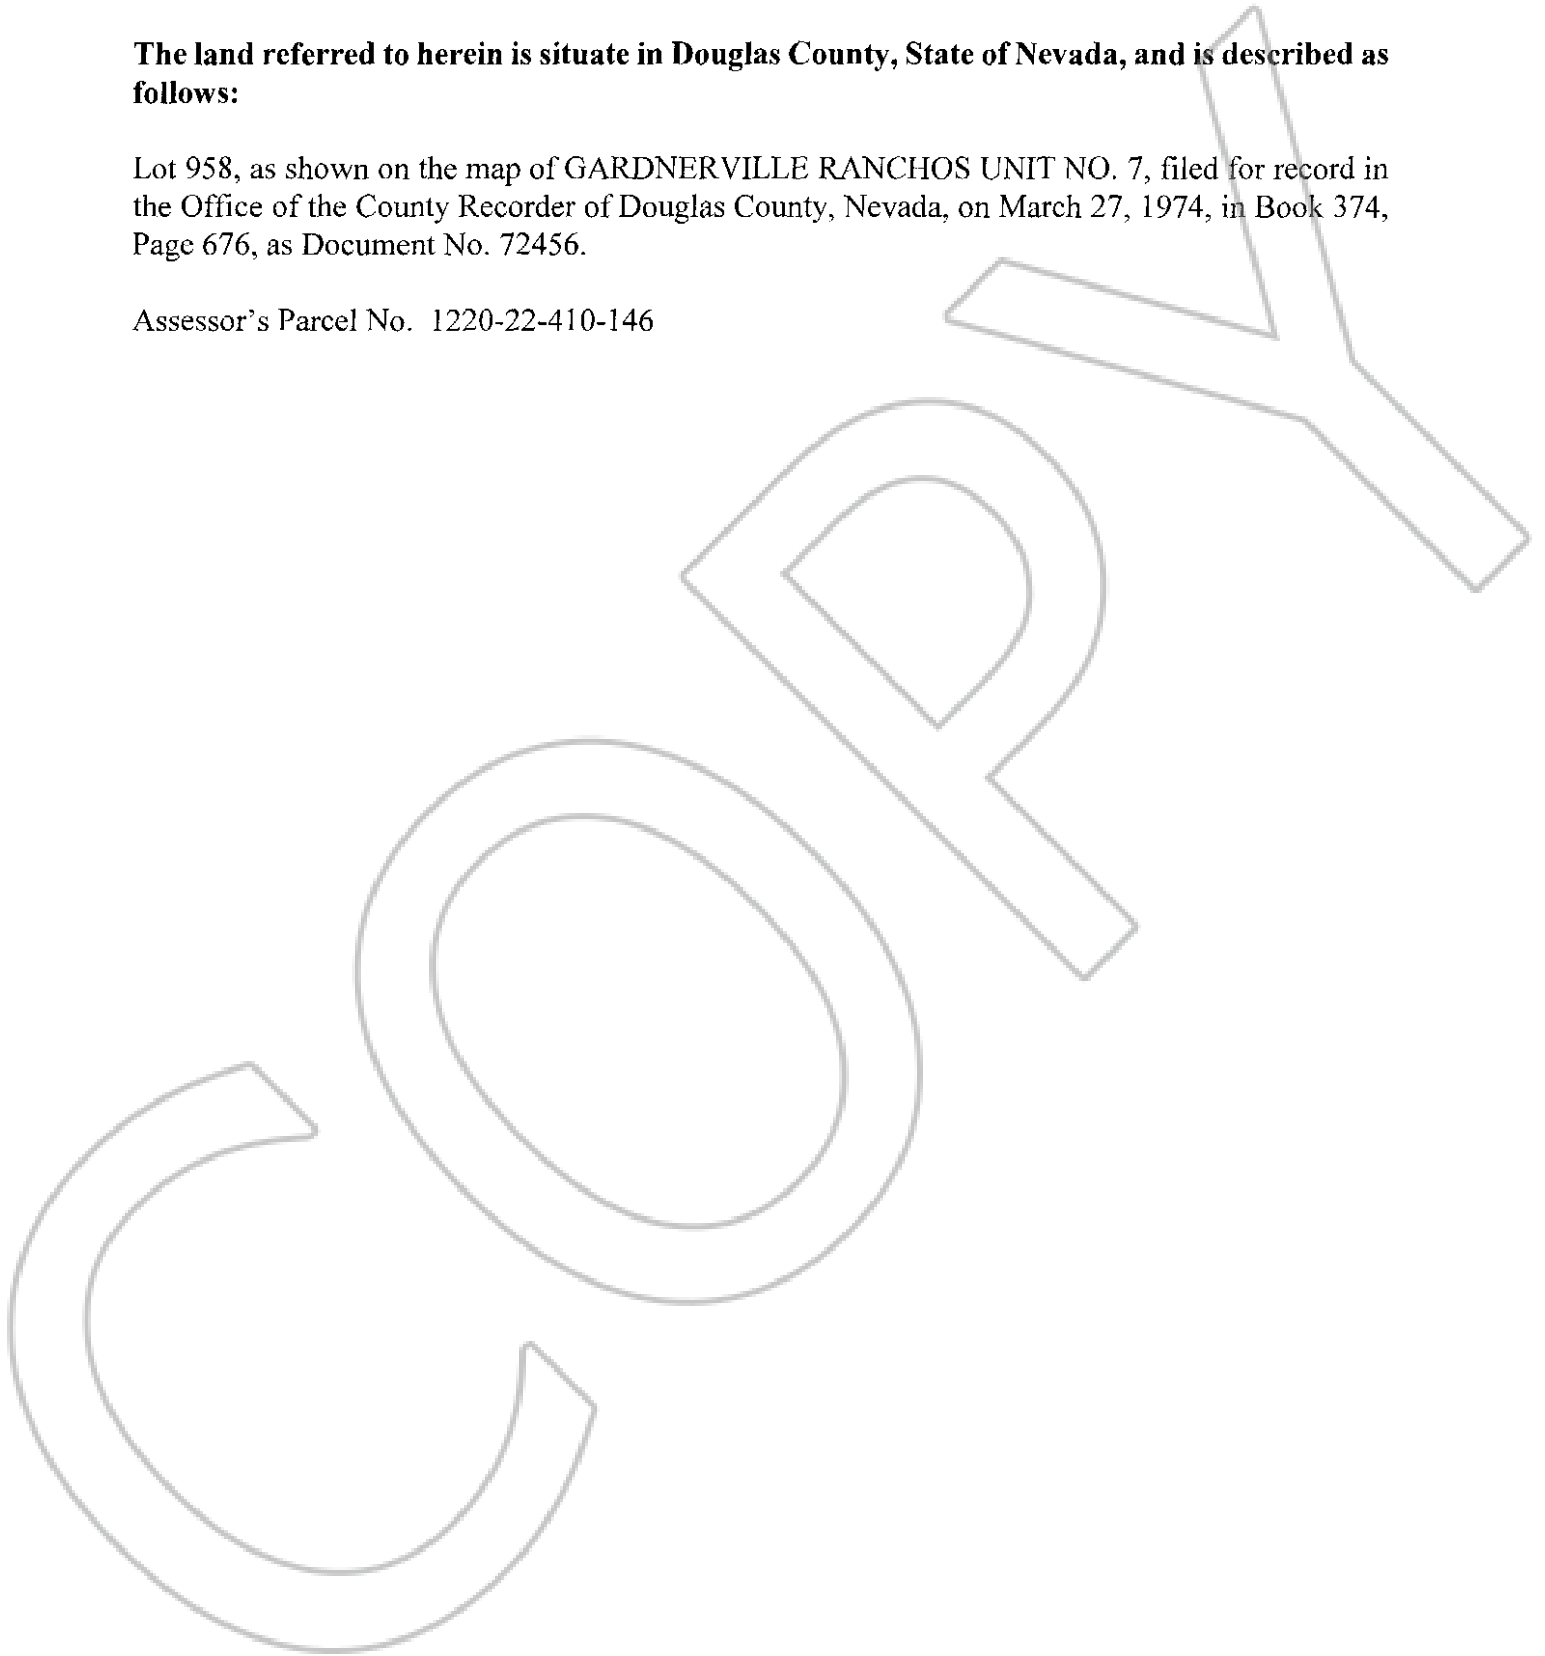 The land referred to herein is situate in Douglas County, State of Nevada, and is described as
follows:
Lot 958, as shown on the map of GARDNERVILLE RANCHOS UNIT NO. 7, filed for record in
the Office of the County Recorder of Douglas County, Nevada, on March 27, 1974, in Book 374,
Page 676, as Document No. 72456.
Assessor's Parcel No. 1220-22-410-146
COPY